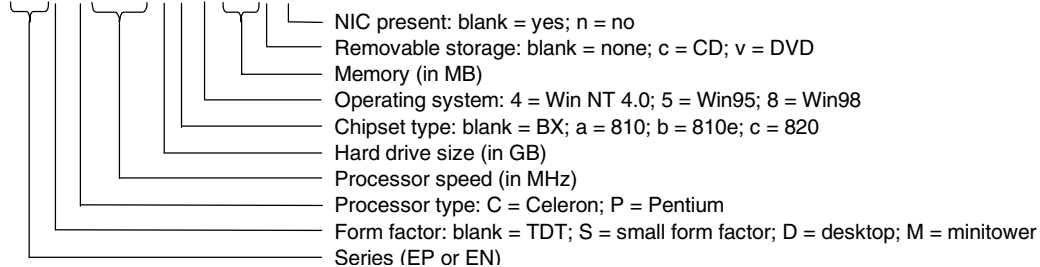 NIC present: blank = yes; n = no
Removable storage: blank = none; c = CD; v = DVD
Memory (in MB)
Operating system: 4 = Win NT 4.0; 5 = Win95; 8 = Win98
Chipset type: blank = BX; a = 810; b = 810e; c = 820
Hard drive size (in GB)
Processor speed (in MHz)
Processor type: C = Celeron; P = Pentium
Form factor: blank = TDT; S = small form factor; D = desktop; M = minitower
Series (EP or EN)